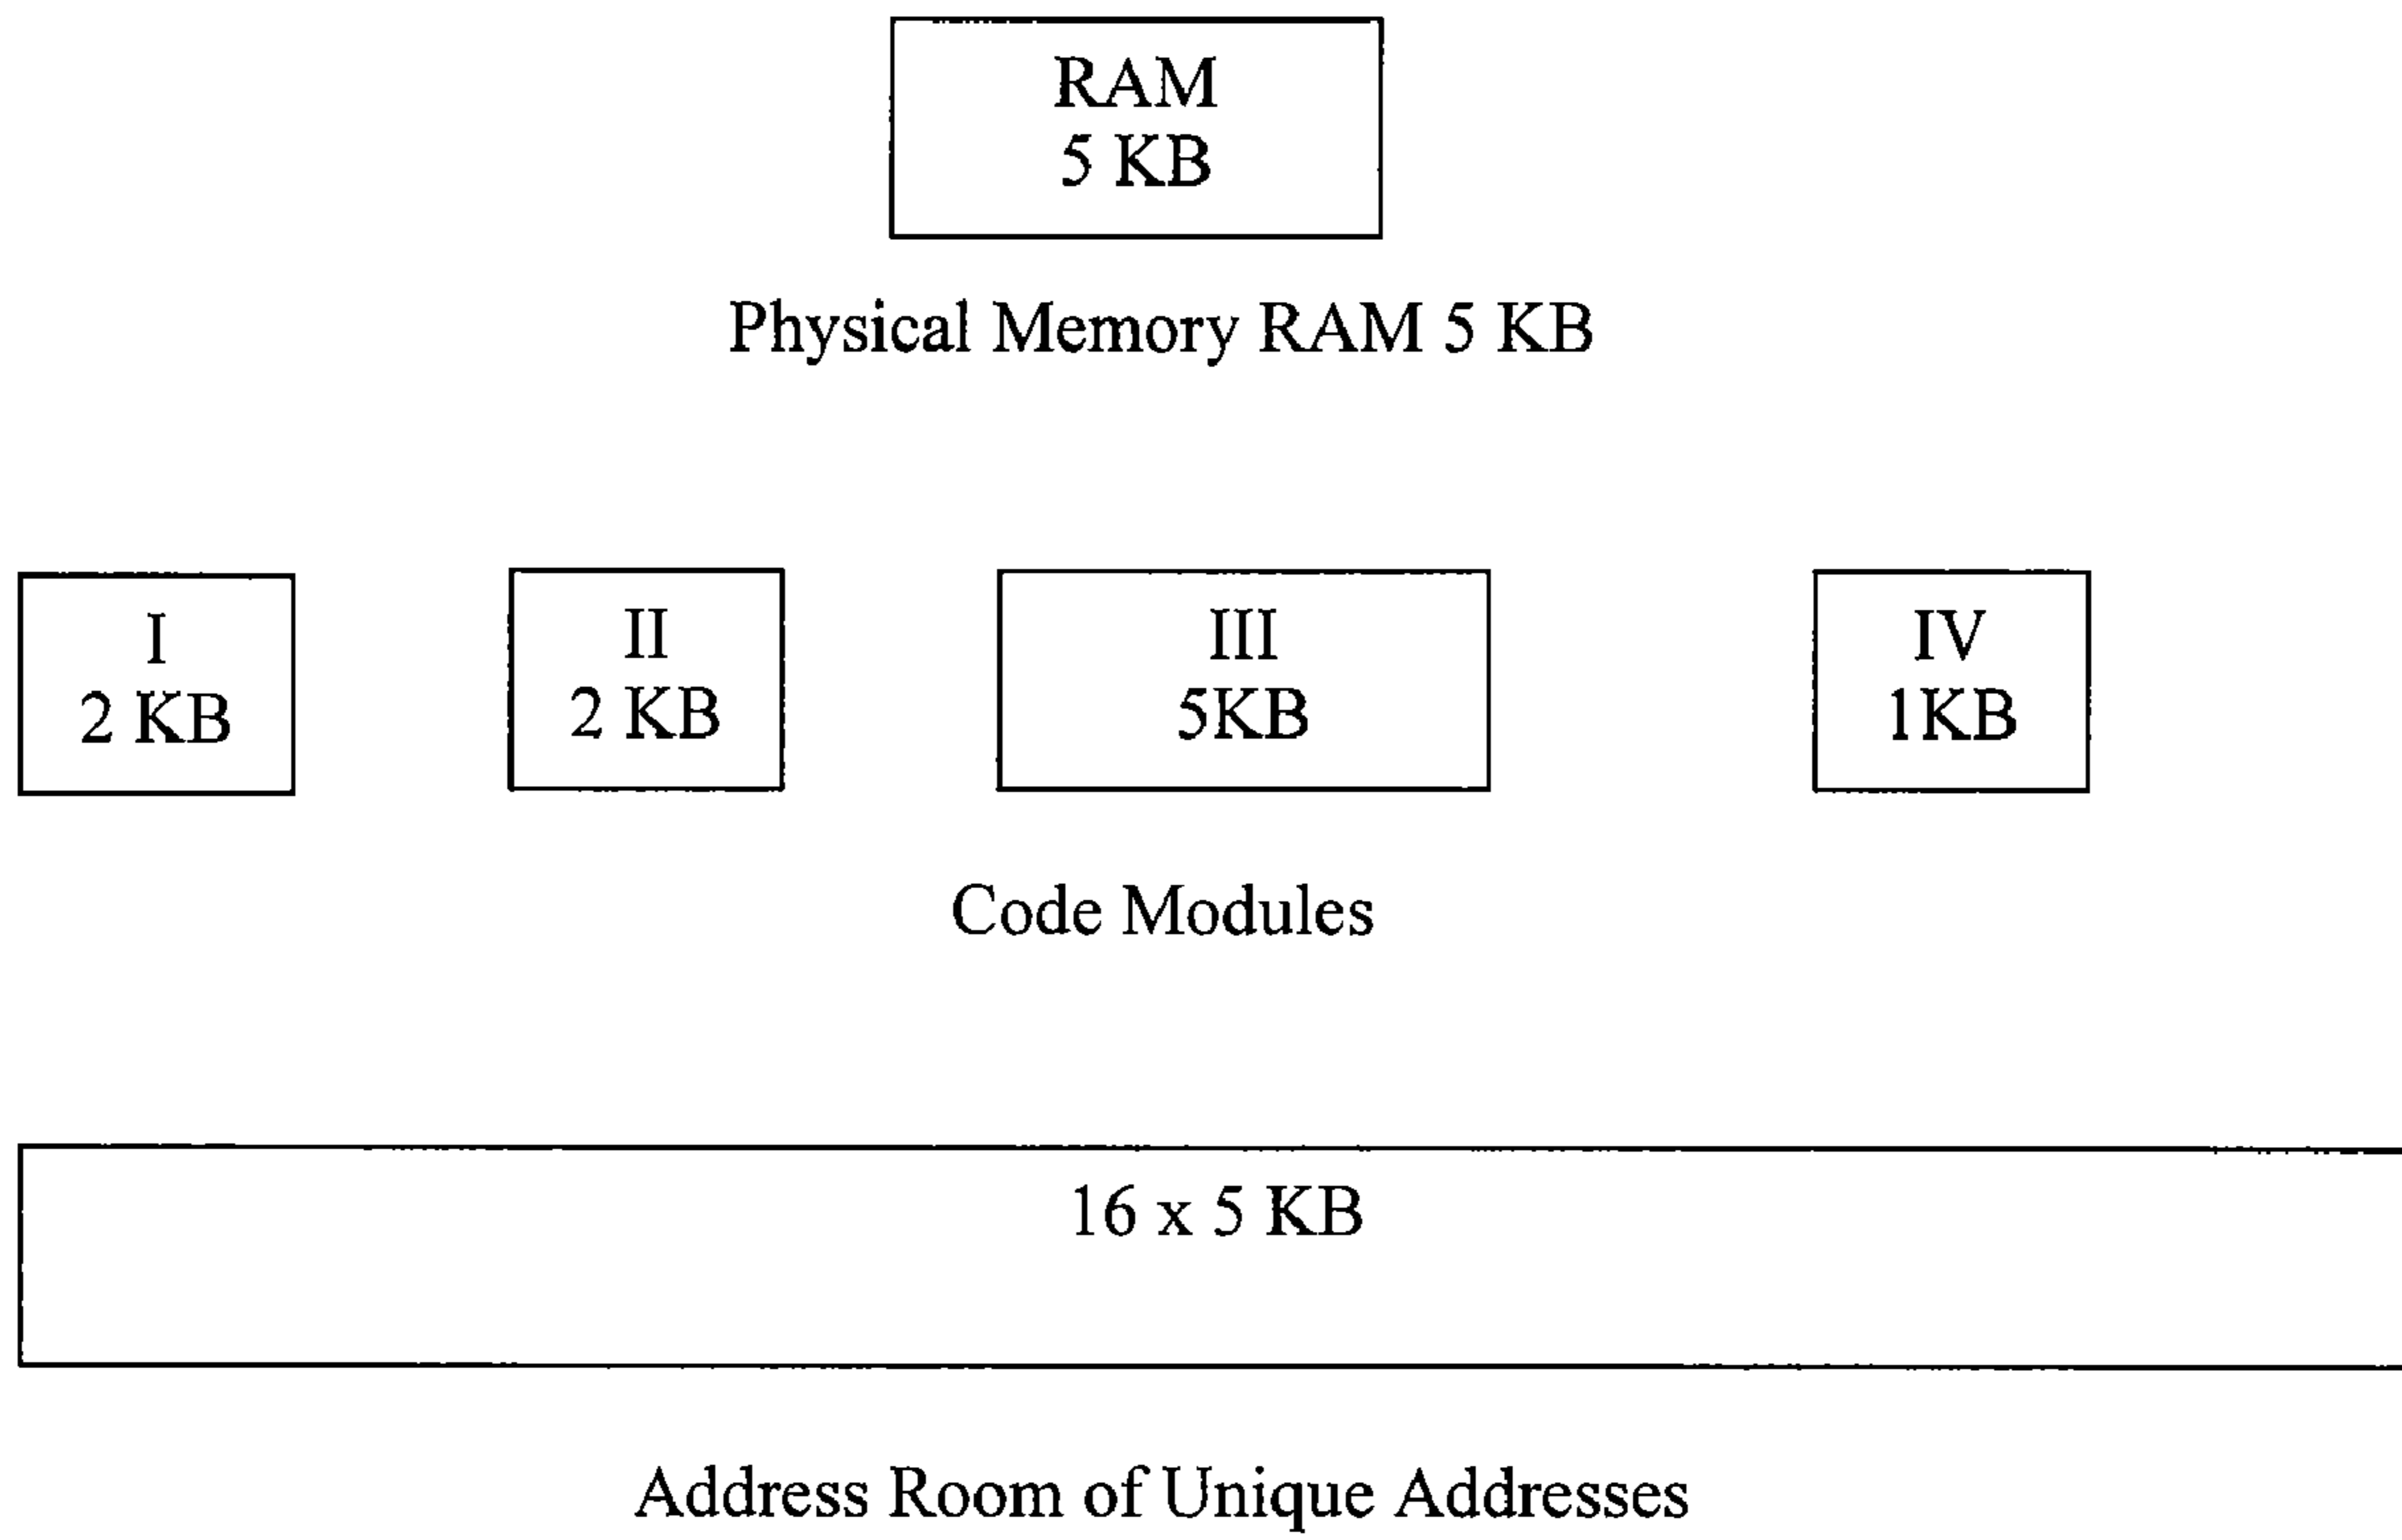 RAM
5 KB
Physical Memory RAM 5 KB
I
2 KB
II
2 KB
III
5KB
IV
1KB
Code Modules
16 x 5 KB
Address Room of Unique Addresses